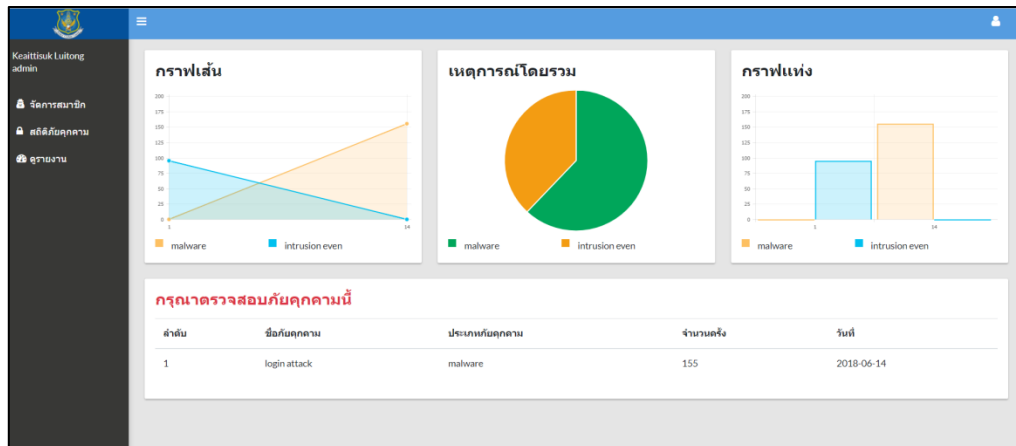 Keaittisuk Luitong
admin
จัดการสมาชิก
สถิติภัยคุกคาม
ดูรายงาน
กราฟเส้น
200
175
150
125
100
75
50
25
0
1 14
malware intrusion even
เหตุการณ์โดยรวม
malware intrusion even
กราฟแท่ง
200
175
150
125
100
75
50
25
0
1 14
malware intrusion even
กรุณาตรวจสอบภัยคุกคามนี้
ลำดับ ชื่อภัยคุกคาม ประเภทภัยคุกคาม จำนวนครั้ง วันที่
1 login attack malware 155 2018-06-14